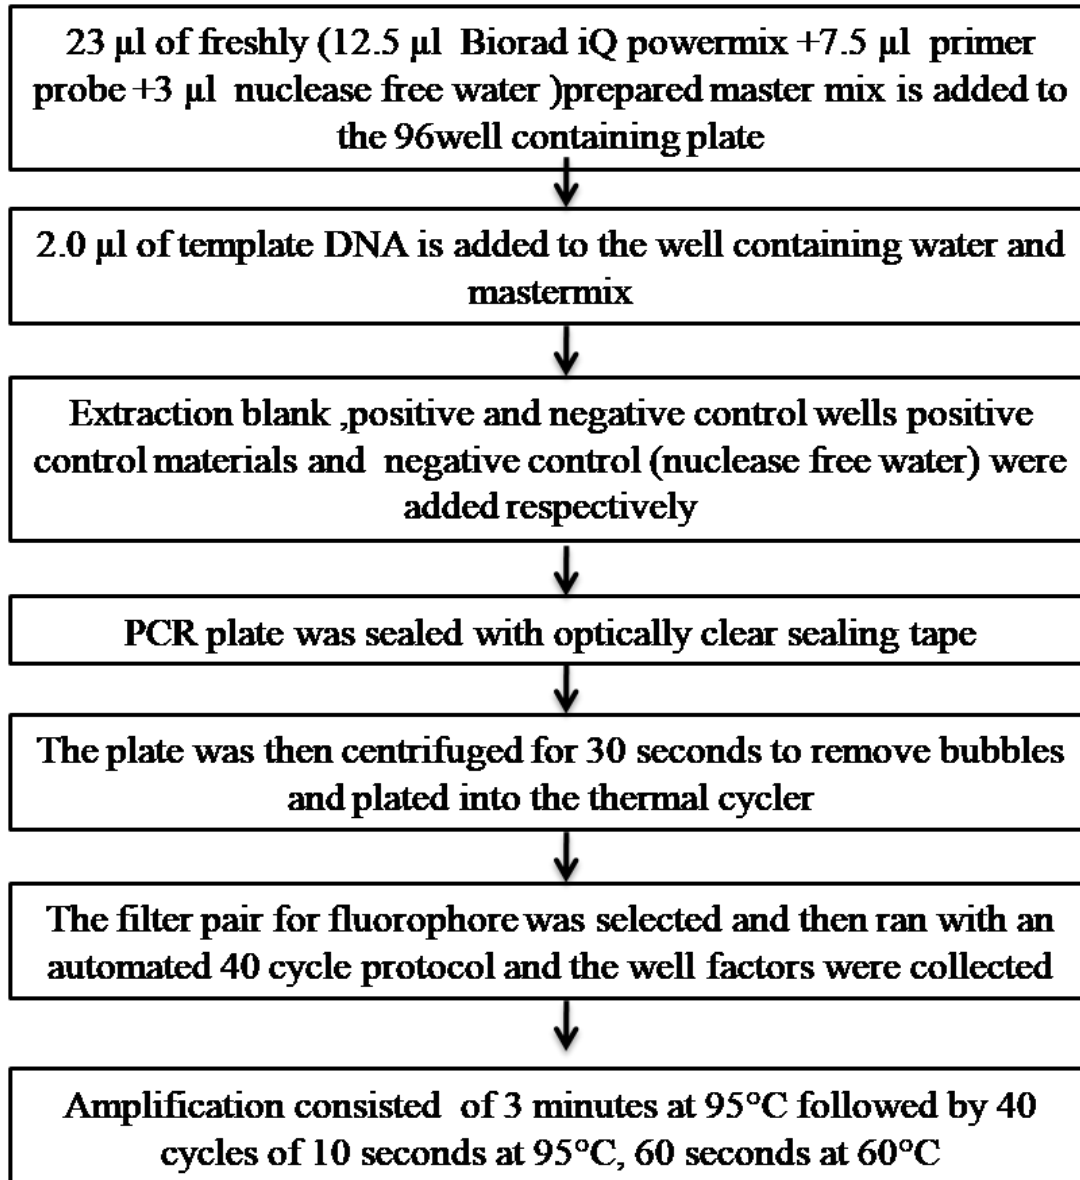 23 µl of freshly (12.5 µl Biorad iQ powermix +7.5 µl primer
probe +3 µl nuclease free water )prepared master mix is added to
the 96well containing plate
2.0 µl of template DNA is added to the well containing water and
mastermix
Extraction blank ,positive and negative control wells positive
control materials and negative control (nuclease free water) were
added respectively
PCR plate was sealed with optically clear sealing tape
The plate was then centrifuged for 30 seconds to remove bubbles
and plated into the thermal cycler
The filter pair for fluorophore was selected and then ran with an
automated 40 cycle protocol and the well factors were collected
Amplification consisted of 3 minutes at 95°C followed by 40
cycles of 10 seconds at 95°C, 60 seconds at 60°C